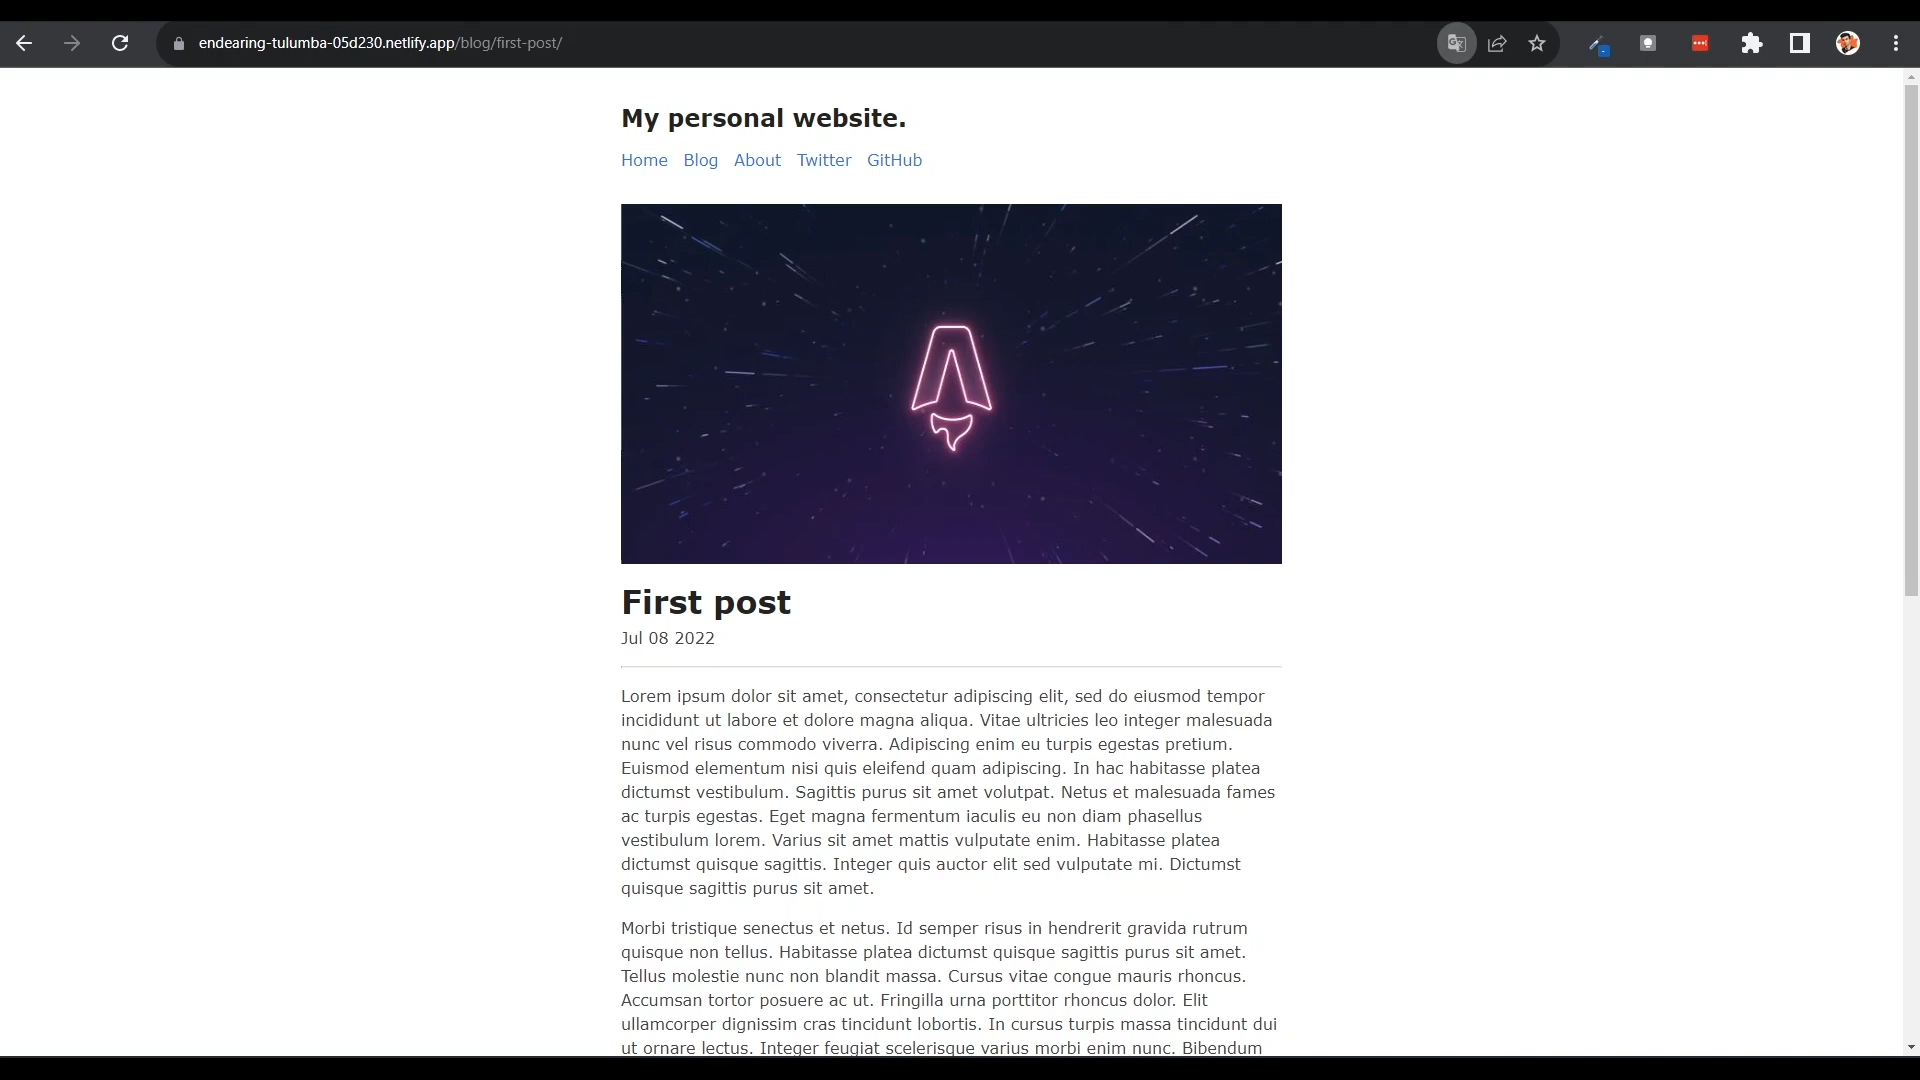 endearing-tulumba-05d230.netlify.app/blog/first-post/
My personal website.
Home Blog About Twitter GitHub
First post
Jul 08 2022
Lorem ipsum dolor sit amet, consectetur adipiscing elit, sed do eiusmod tempor
incididunt ut labore et dolore magna aliqua. Vitae ultricies leo integer malesuada
nunc vel risus commodo viverra. Adipiscing enim eu turpis egestas pretium.
Euismod elementum nisi quis eleifend quam adipiscing. In hac habitasse platea
dictumst vestibulum. Sagittis purus sit amet volutpat. Netus et malesuada fames
ac turpis egestas. Eget magna fermentum iaculis eu non diam phasellus
vestibulum lorem. Varius sit amet mattis vulputate enim. Habitasse platea
dictumst quisque sagittis. Integer quis auctor elit sed vulputate mi. Dictumst
quisque sagittis purus sit amet.
Morbi tristique senectus et netus. Id semper risus in hendrerit gravida rutrum
quisque non tellus. Habitasse platea dictumst quisque sagittis purus sit amet.
Tellus molestie nunc non blandit massa. Cursus vitae congue mauris rhoncus.
Accumsan tortor posuere ac ut. Fringilla urna porttitor rhoncus dolor. Elit
ullamcorper dignissim cras tincidunt lobortis. In cursus turpis massa tincidunt dui
ut ornare lectus. Integer feugiat scelerisque varius morbi enim nunc. Bibendum